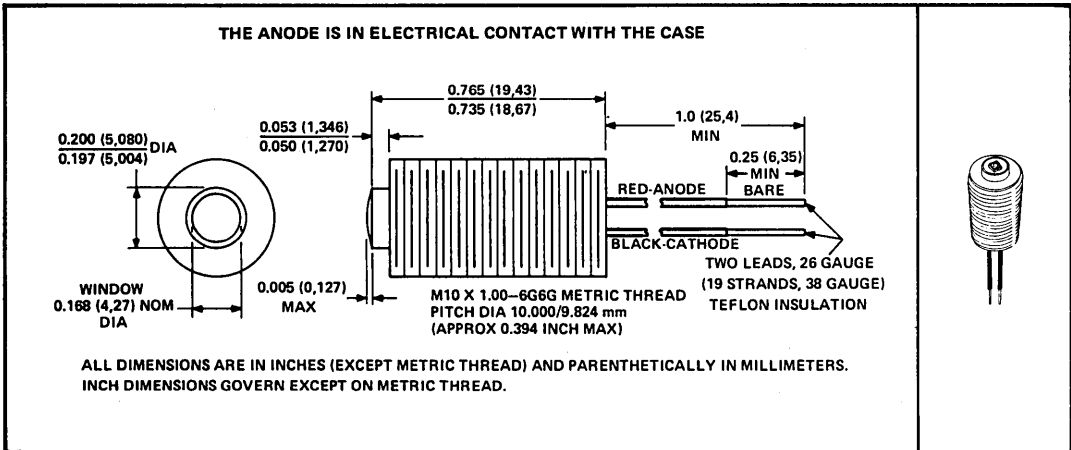 THE ANODE IS IN ELECTRICAL CONTACT WITH THE CASE
0.765 (19,43)
0.735 (18,67)
0.053 (1,346)
0.050 (1,270)
1.0 (25,4)
MIN
0.200 (5,080)
0.197 (5,004)
DIA
0.25 (6,35)
MIN
BARE
RED-ANODE
BLACK-CATHODE
WINDOW
0.168 (4,27) NOM
DIA
0.005 (0,127)
MAX
M10 X 1.00–6G6G METRIC THREAD
PITCH DIA 10.000/9.824 mm
(APPROX 0.394 INCH MAX)
TWO LEADS, 26 GAUGE
(19 STRANDS, 38 GAUGE)
TEFLON INSULATION
ALL DIMENSIONS ARE IN INCHES (EXCEPT METRIC THREAD) AND PARENTHETICALLY IN MILLIMETERS.
INCH DIMENSIONS GOVERN EXCEPT ON METRIC THREAD.